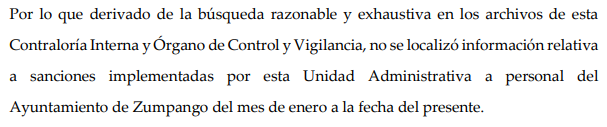 Por lo que derivado de la búsqueda razonable y exhaustiva en los archivos de esta
Contraloría Interna y Órgano de Control y Vigilancia, no se localizó información relativa
a sanciones implementadas por esta Unidad Administrativa a personal del
Ayuntamiento de Zumpango del mes de enero a la fecha del presente.